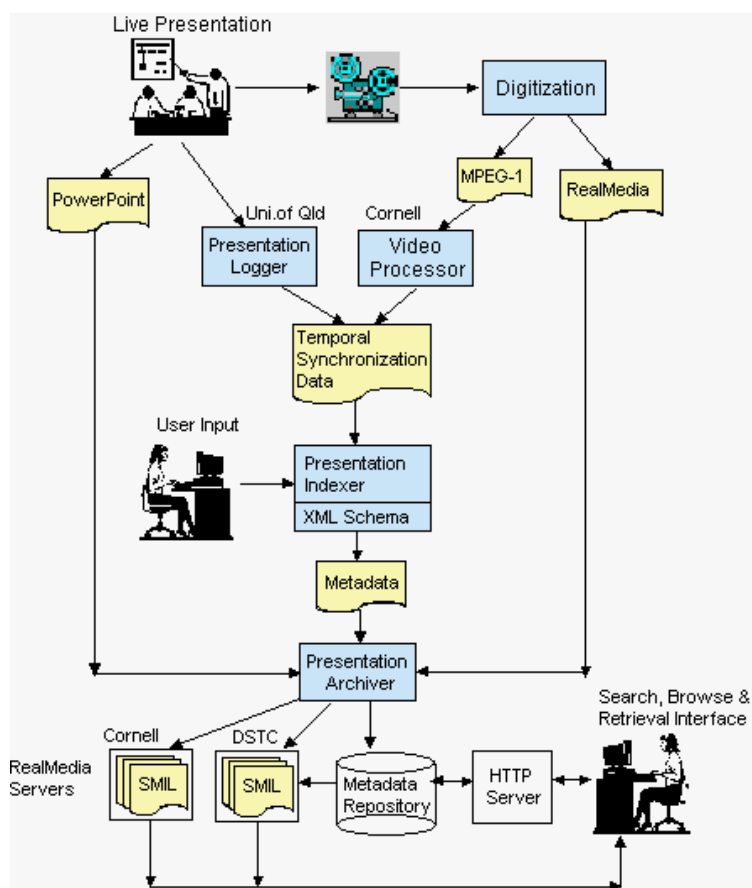 Live Presentation
Digitization
PowerPoint
MPEG-1
RealMedia
Uni.of Qld
Cornell
Presentation
Logger
Video
Processor
Temporal
Synchronization
Data
User Input
Presentation
Indexer
XML Schema
Metadata
Presentation
Archiver
Search, Browse &
Retrieval Interface
Cornell
DSTC
RealMedia
Servers
SMIL
SMIL
Metadata
Repository
HTTP
Server